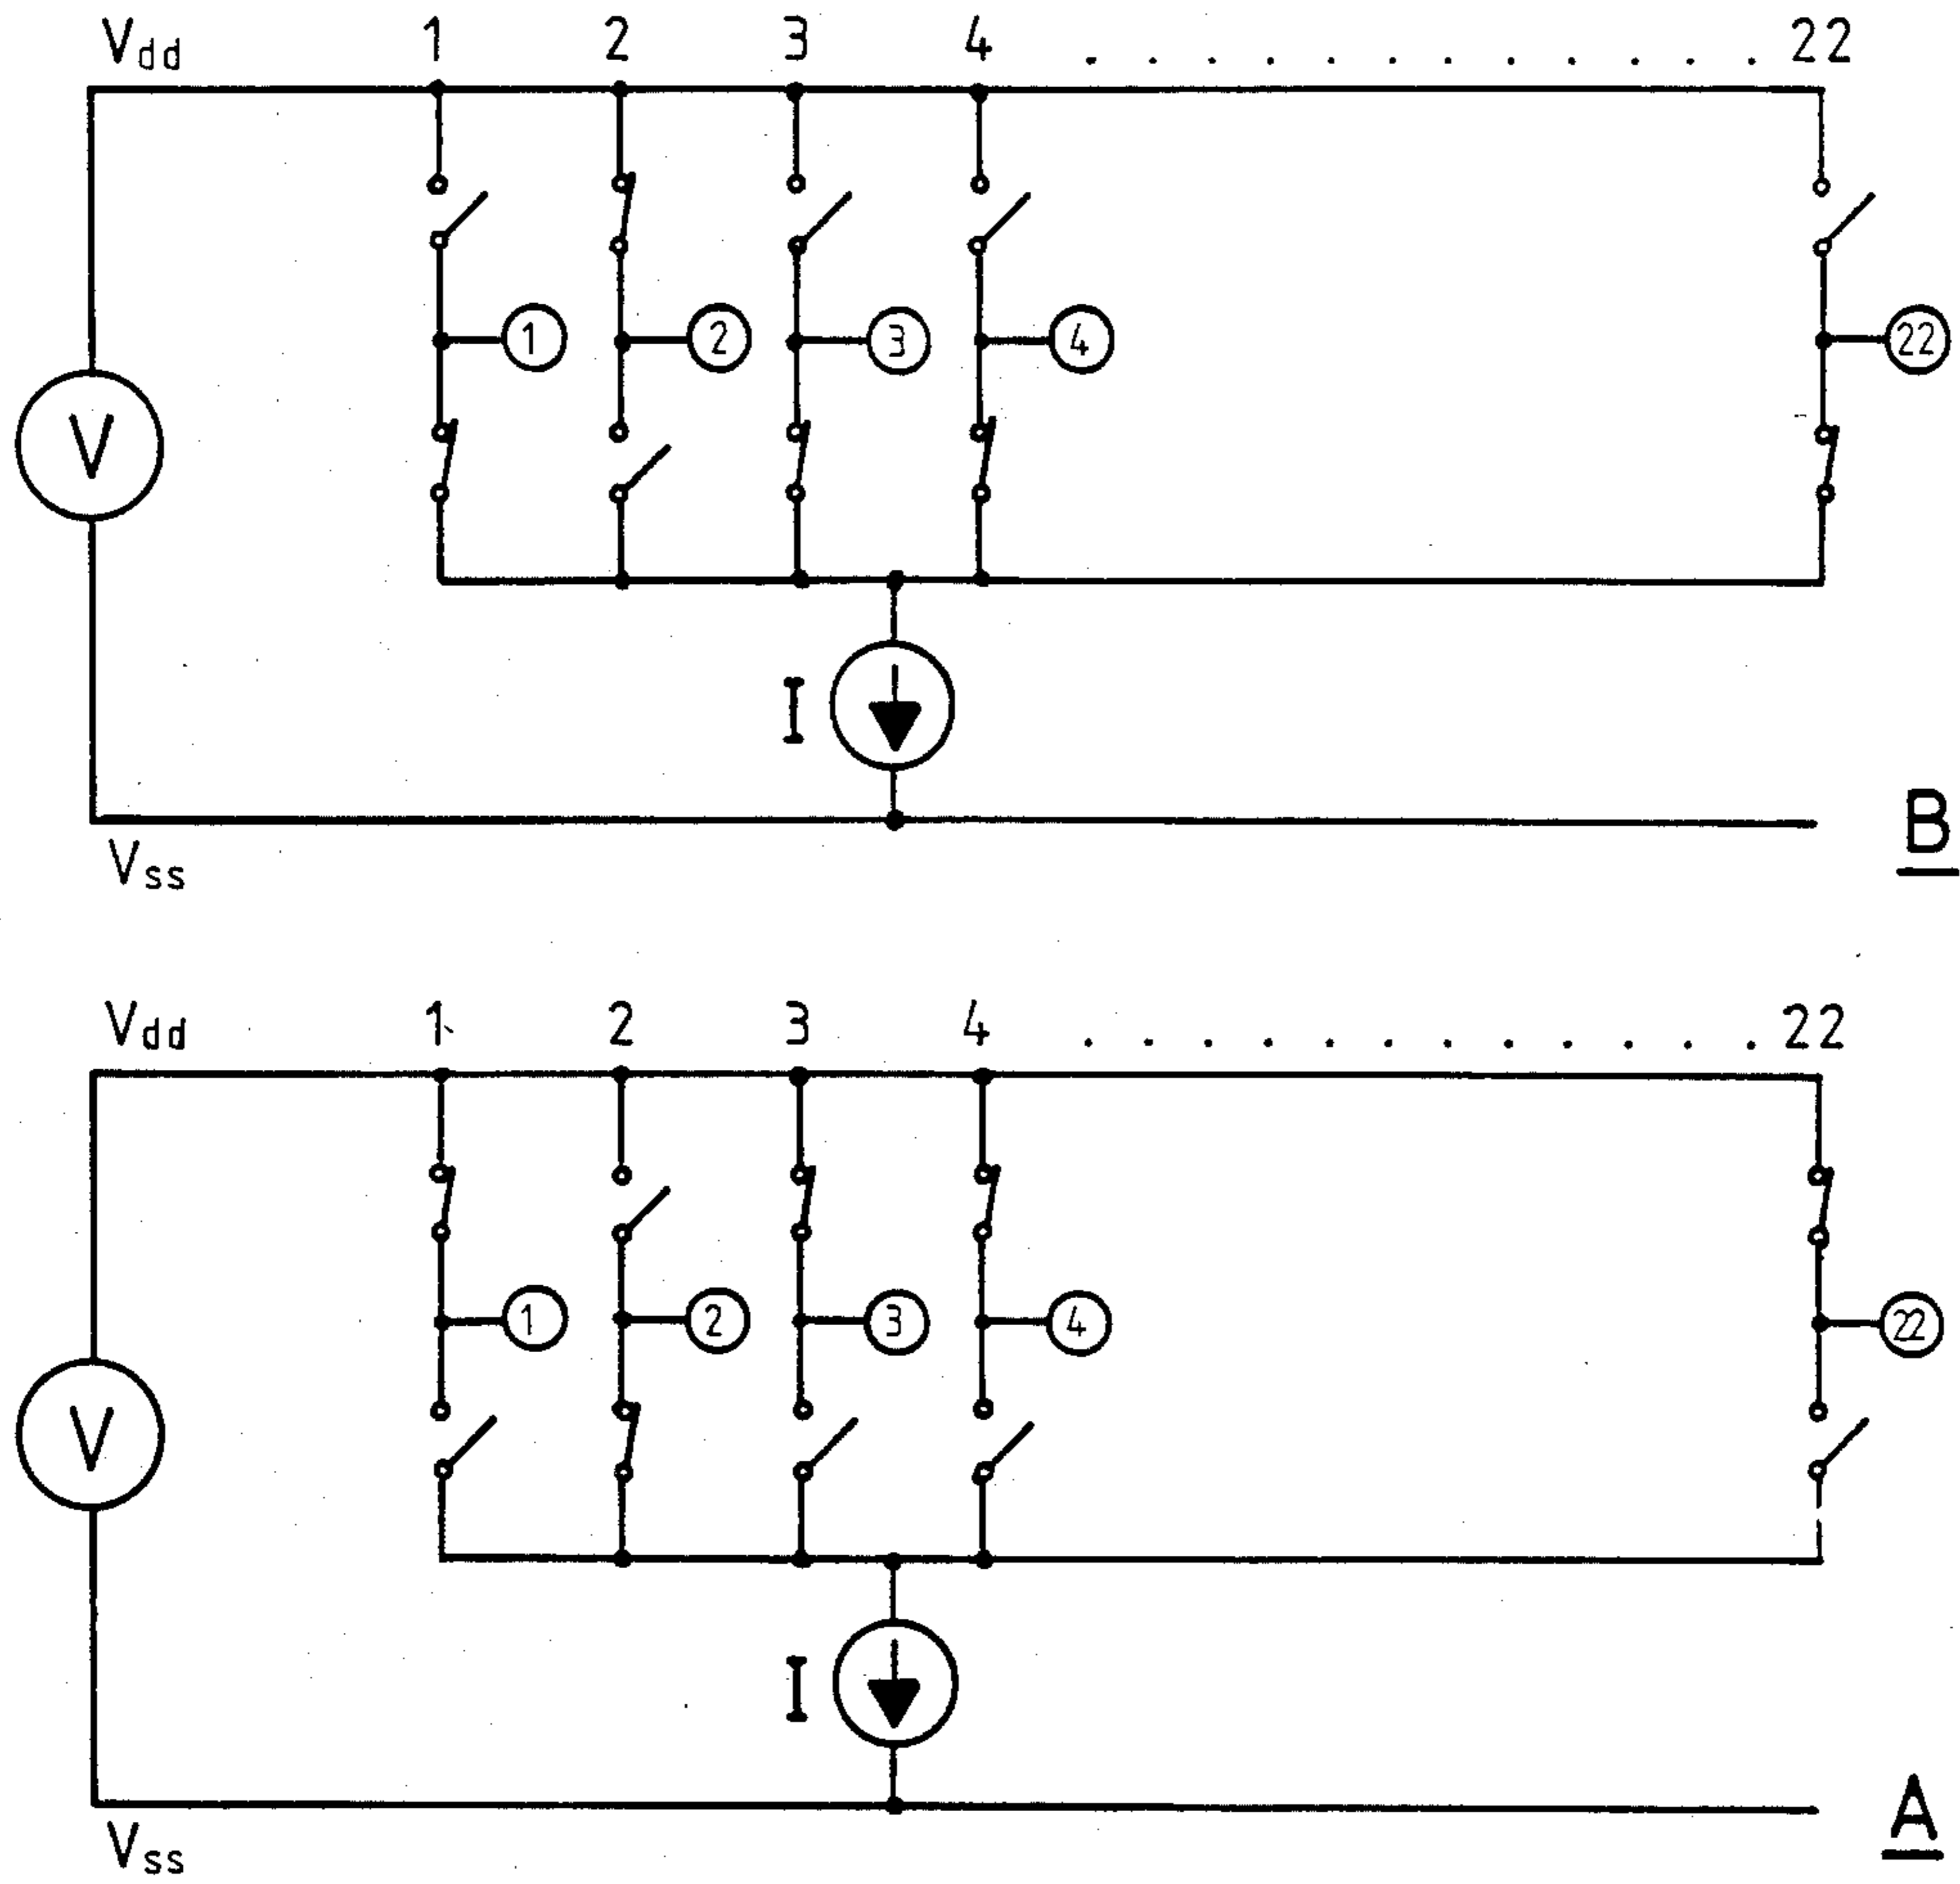 Vdd 1 2 3 4 . . . . . . . . . . . . 22
1 2 3 4 22
V
I
B
Vss
Vdd 1 2 3 4 . . . . . . . . . . . . 22
1 2 3 4 22
V
I
A
Vss